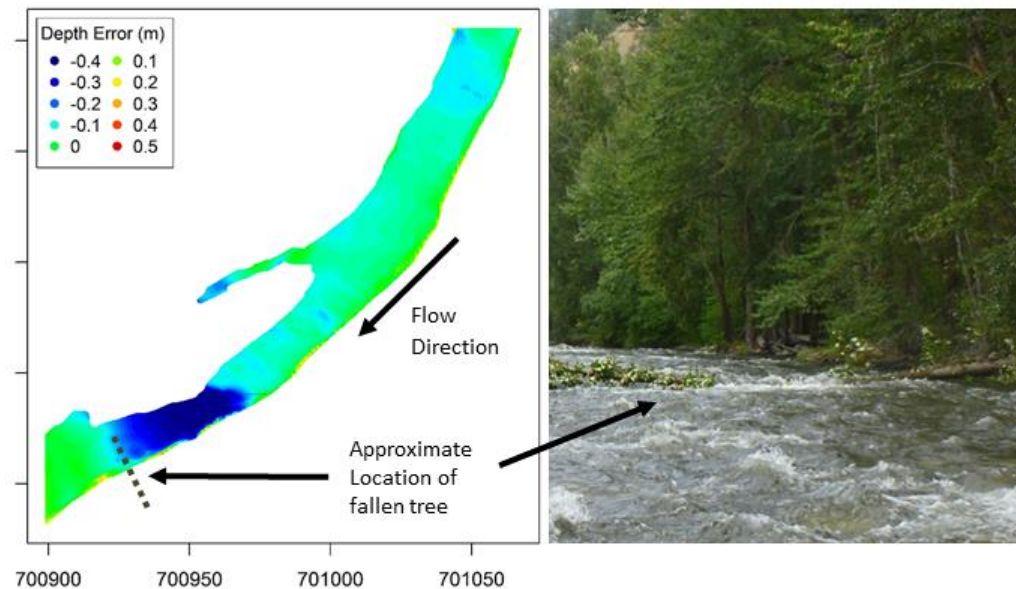 Depth Error (m)
-0.4 0.1
-0.3 0.2
-0.2 0.3
-0.1 0.4
0 0.5
Flow
Direction
Approximate
Location of
fallen tree
700900 700950 701000 701050